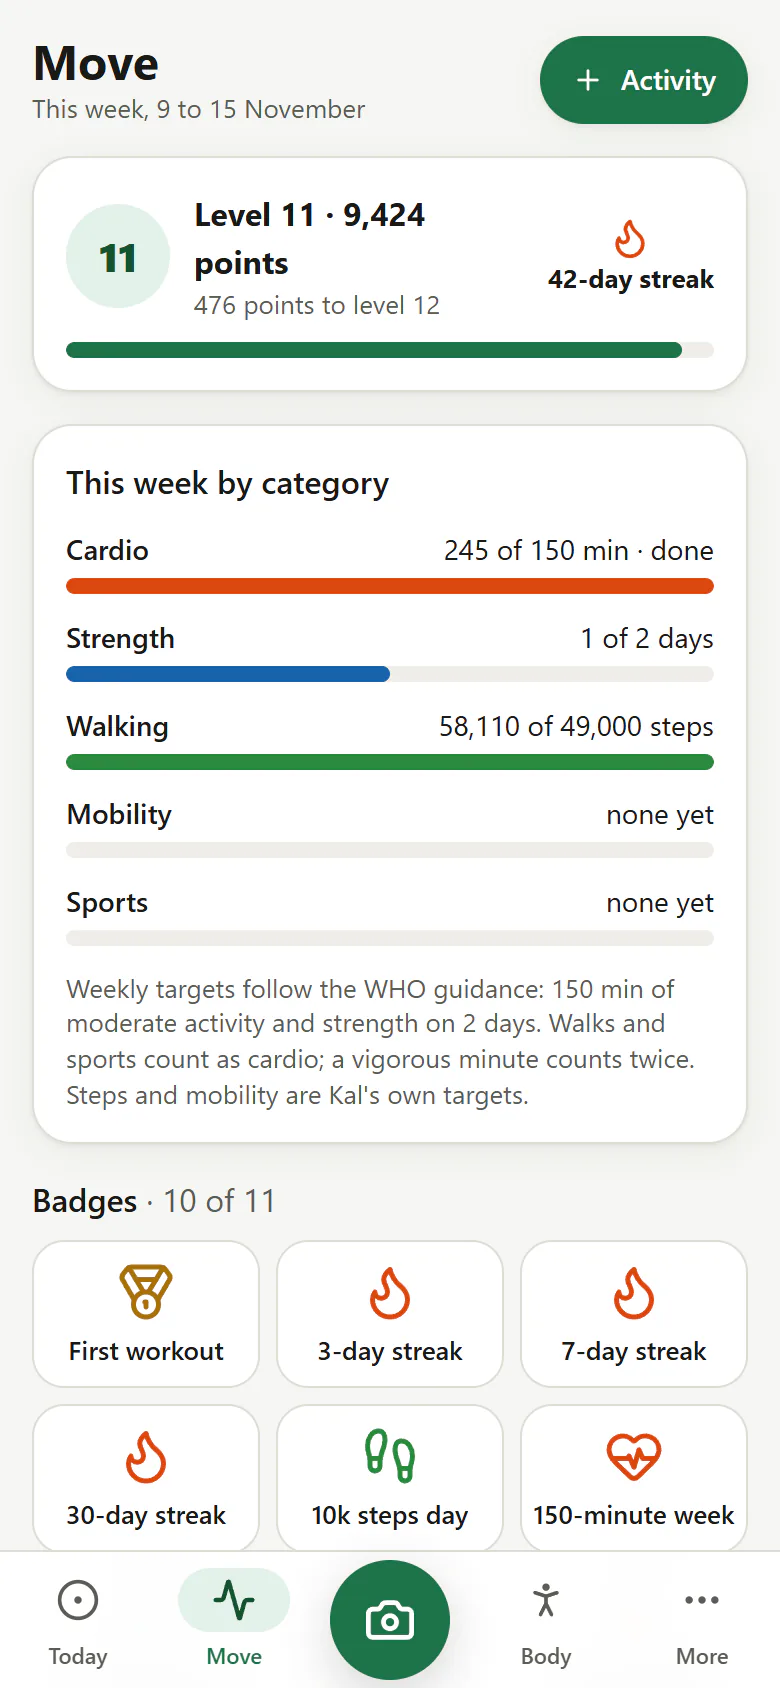 Move
This week, 9 to 15 November
Activity
11
Level 11 · 9,424
points
476 points to level 12
42-day streak
This week by category
Cardio 245 of 150 min · done
Strength 1 of 2 days
Walking 58,110 of 49,000 steps
Mobility none yet
Sports none yet
Weekly targets follow the WHO guidance: 150 min of
moderate activity and strength on 2 days. Walks and
sports count as cardio; a vigorous minute counts twice.
Steps and mobility are Kal's own targets.
Badges · 10 of 11
First workout
3-day streak
7-day streak
30-day streak
10k steps day
150-minute week
Today
Move
Body
More